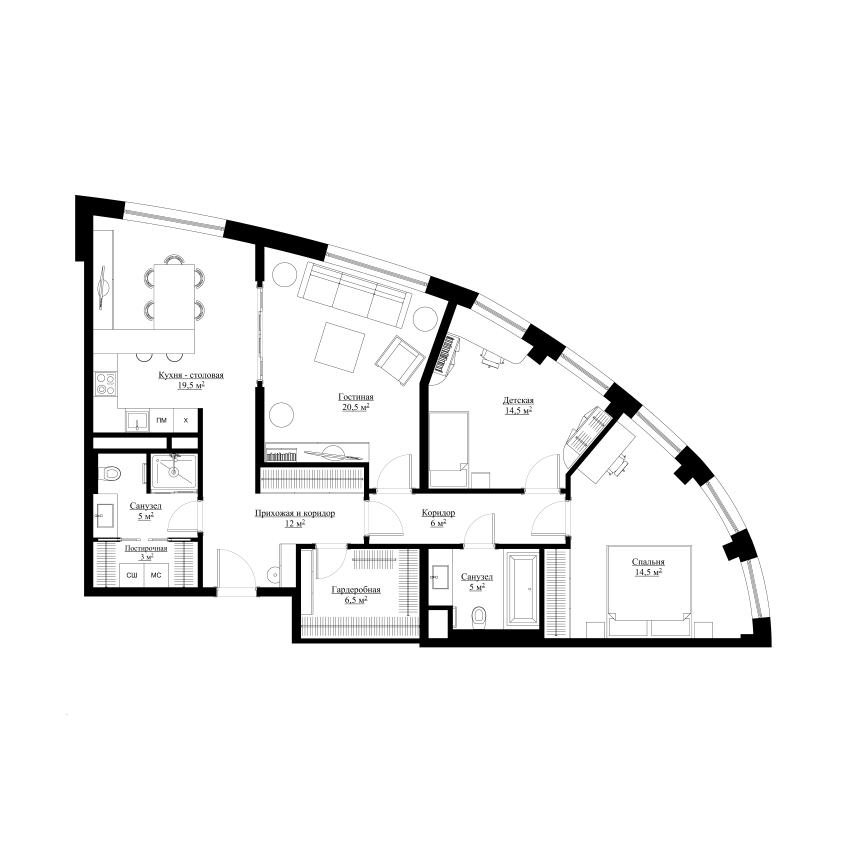 Кухня - столовая
19,5 м²
ПМ
Х
Гостиная
20,5 м²
Детская
14,5 м²
Санузел
5 м²
Постирочная
3 м²
СШ
МС
Прихожая и коридор
12 м²
Коридор
6 м²
Гардеробная
6,5 м²
Санузел
5 м²
Спальня
14,5 м²